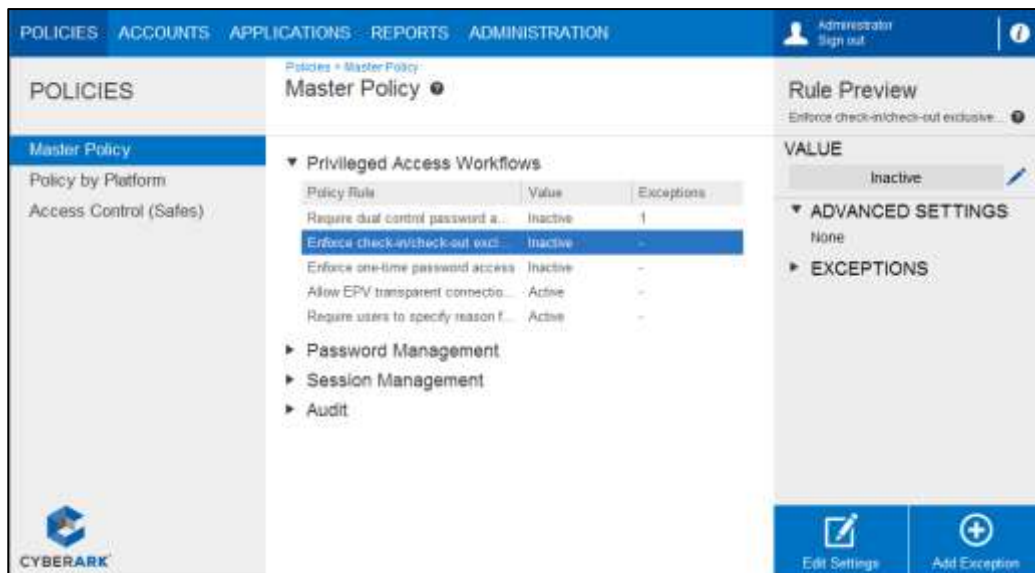 POLICIES ACCOUNTS APPLICATIONS REPORTS ADMINISTRATION
Administrator
Sign out
i
POLICIES
Master Policy
Policy by Platform
Access Control (Safes)
CYBERARK
Policies > Master Policy
Master Policy ?
Privileged Access Workflows
Policy Rule Value Exceptions
Require dual control password a... Inactive 1
Enforce check-in/check-out excl... Inactive -
Enforce one-time password access Inactive -
Allow EPV transparent connectio... Active -
Require users to specify reason f... Active -
Password Management
Session Management
Audit
Rule Preview
Enforce check-in/check-out exclusive... ?
VALUE
Inactive
ADVANCED SETTINGS
None
EXCEPTIONS
Edit Settings Add Exception